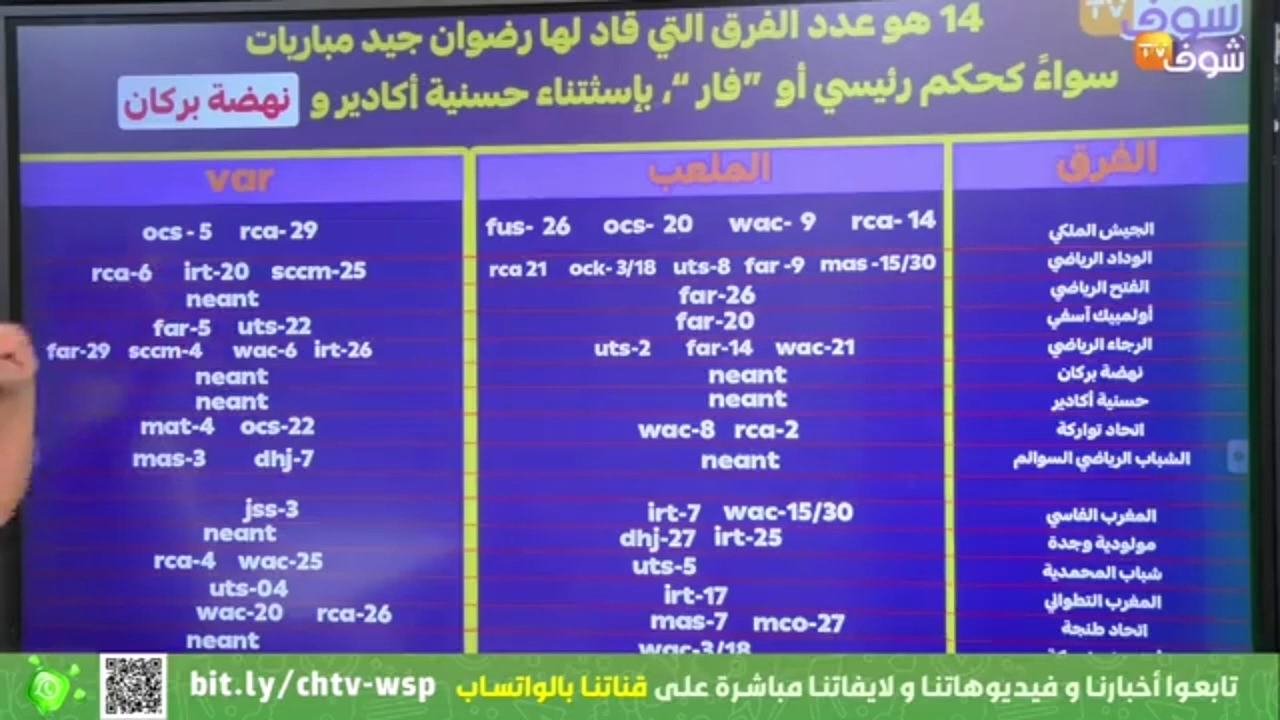 شوف TV
شوف TV
14 هو عدد الفرق التي قاد لها رضوان جيد مباريات
سواءً كحكم رئيسي أو ”فار“، بإستثناء حسنية أكادير و نهضة بركان
الفرق الملعب var
الجيش الملكي fus- 26 ocs- 20 wac- 9 rca- 14 ocs - 5 rca- 29
الوداد الرياضي rca 21 ock- 3/18 uts-8 far -9 mas -15/30 rca-6 irt-20 sccm-25
الفتح الرياضي far-26 neant
أولمبيك آسفي far-20 far-5 uts-22
الرجاء الرياضي uts-2 far-14 wac-21 far-29 sccm-4 wac-6 irt-26
نهضة بركان neant neant
حسنية أكادير neant neant
اتحاد تواركة wac-8 rca-2 mat-4 ocs-22
الشباب الرياضي السوالم neant mas-3 dhj-7
المغرب الفاسي irt-7 wac-15/30 jss-3
مولودية وجدة dhj-27 irt-25 neant
شباب المحمدية uts-5 rca-4 wac-25
المغرب التطواني irt-17 uts-04
اتحاد طنجة mas-7 mco-27 wac-20 rca-26
wac-3/18 neant
تابعوا أخبارنا و فيديوهاتنا و لايفاتنا مباشرة على قناتنا بالواتساب bit.ly/chtv-wsp